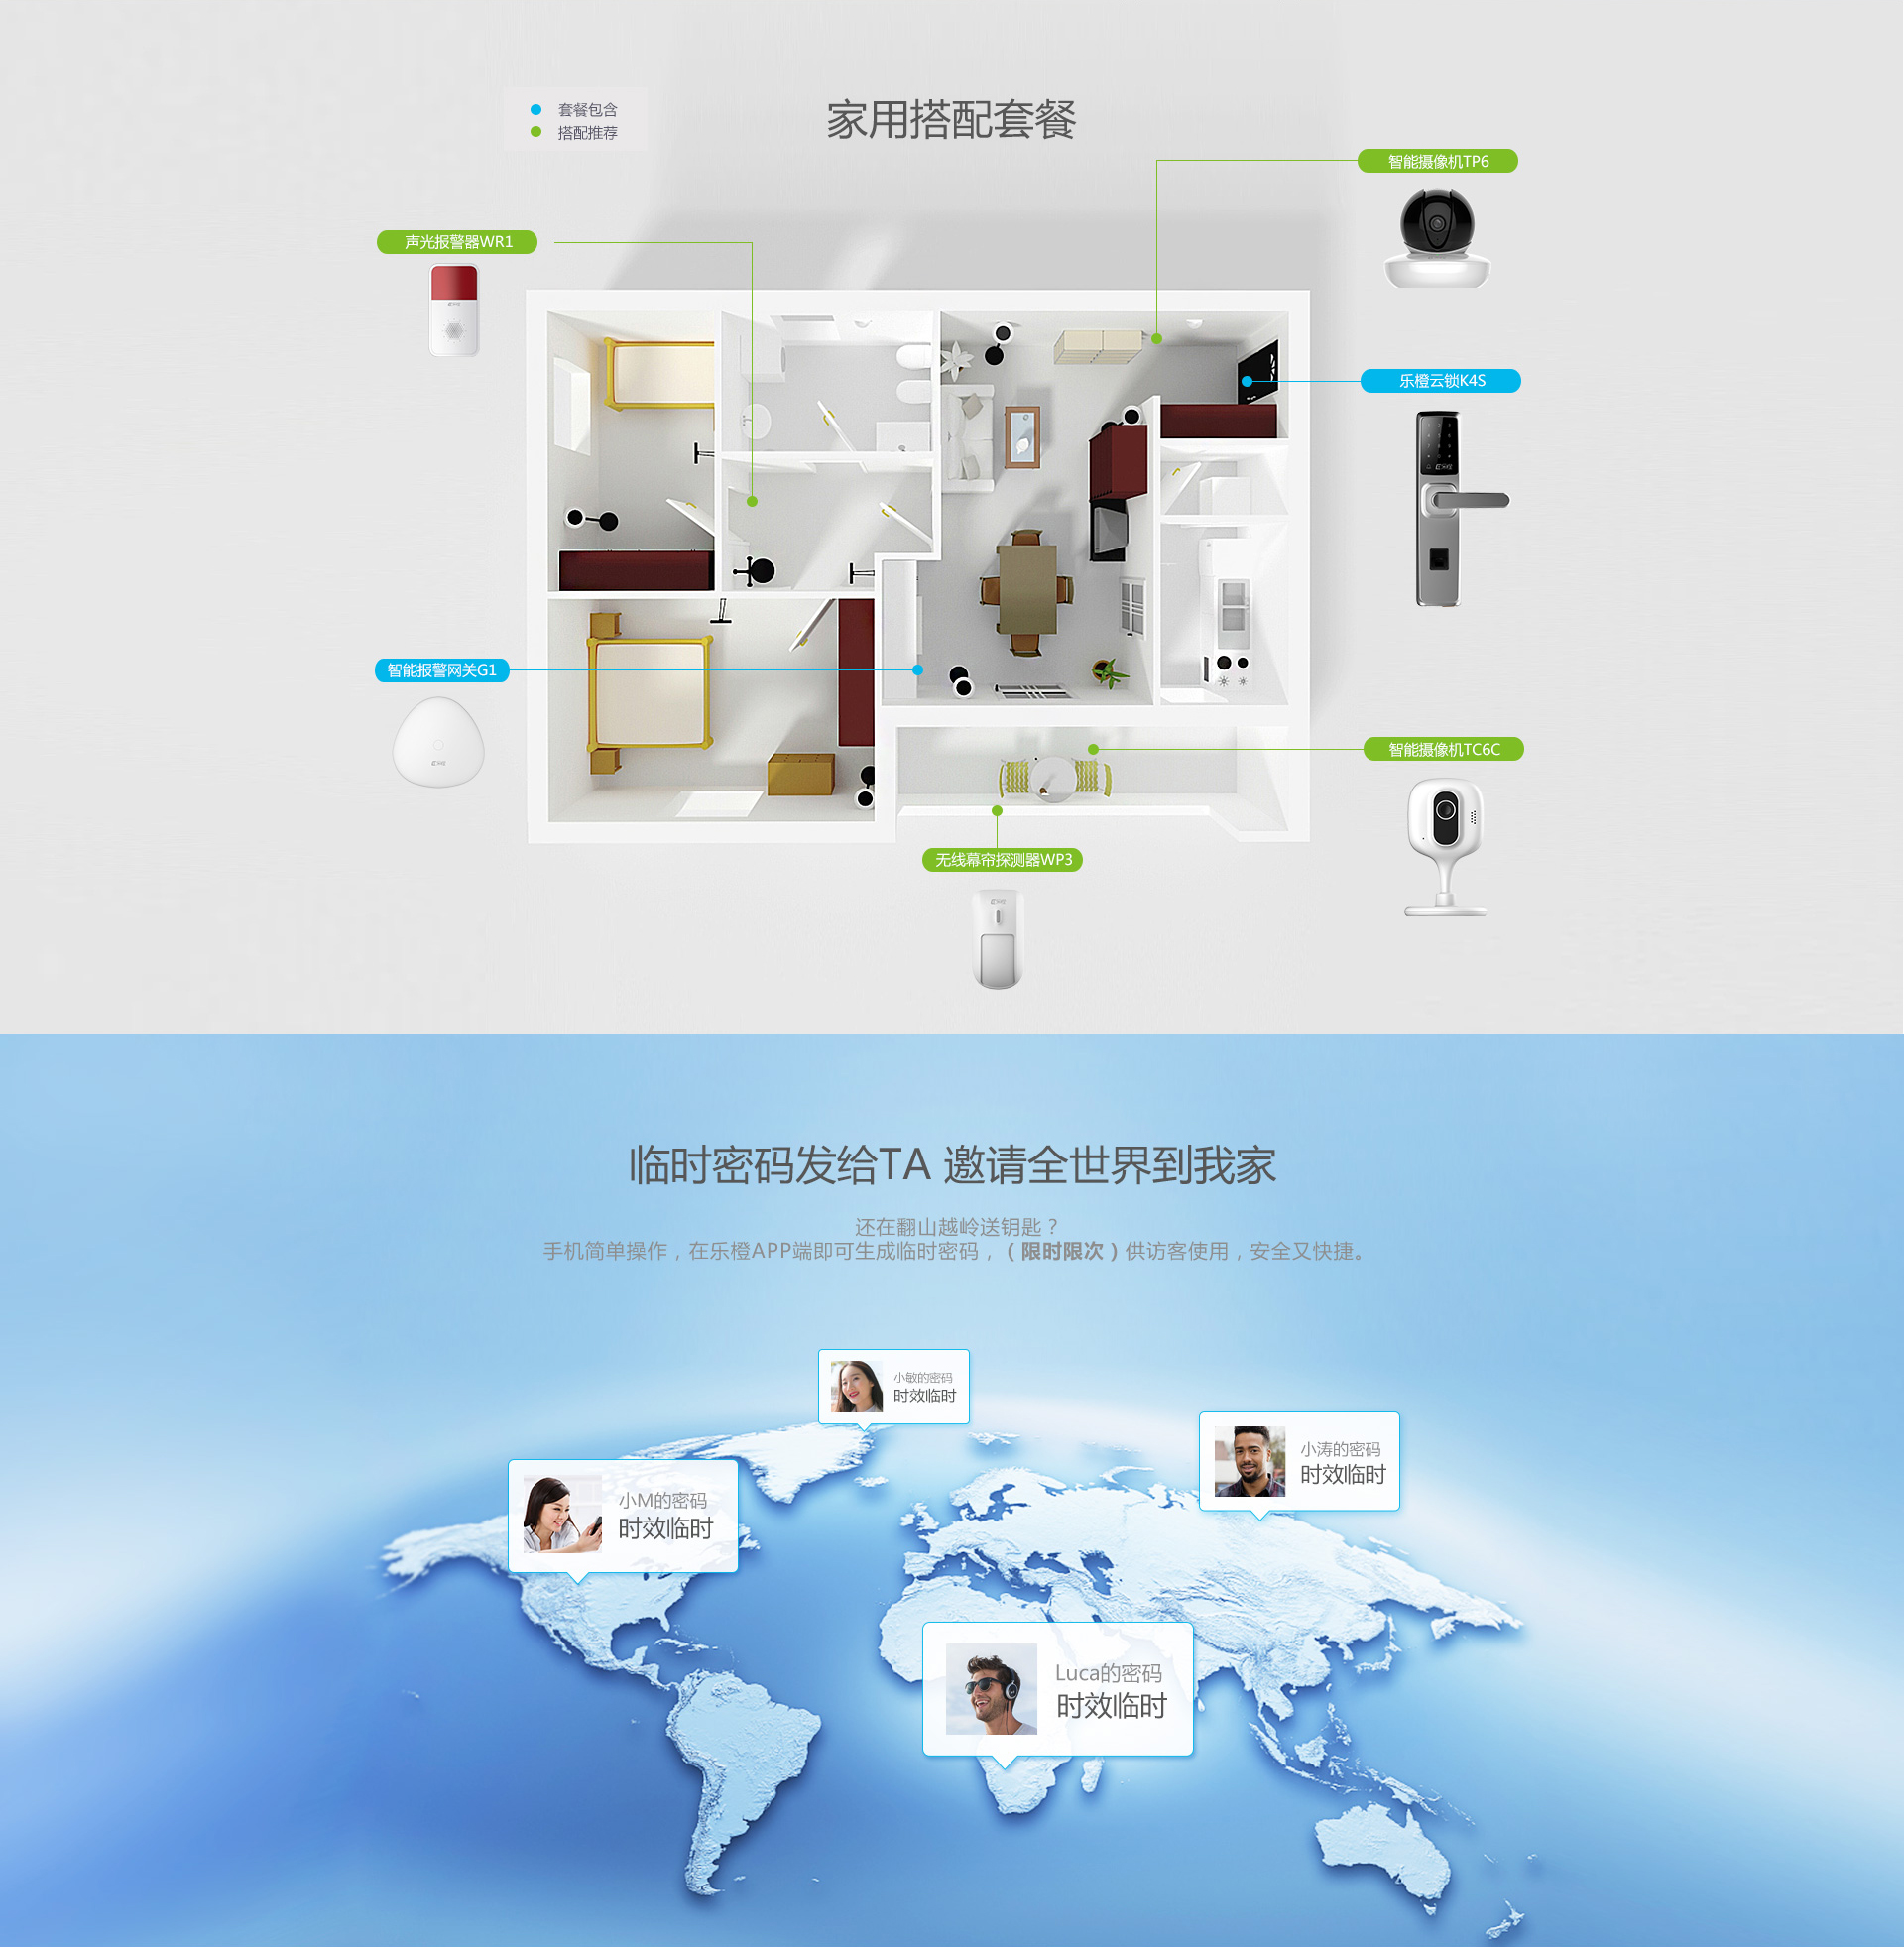 家用搭配套餐
套餐包含
搭配推荐
智能摄像机TP6
声光报警器WR1
乐橙云锁K4S
智能报警网关G1
智能摄像机TC6C
无线幕帘探测器WP3
临时密码发给TA 邀请全世界到我家
还在翻山越岭送钥匙？
手机简单操作，在乐橙APP端即可生成临时密码，（限时限次）供访客使用，安全又快捷。
小敏的密码
时效临时
小涛的密码
时效临时
小M的密码
时效临时
Luca的密码
时效临时